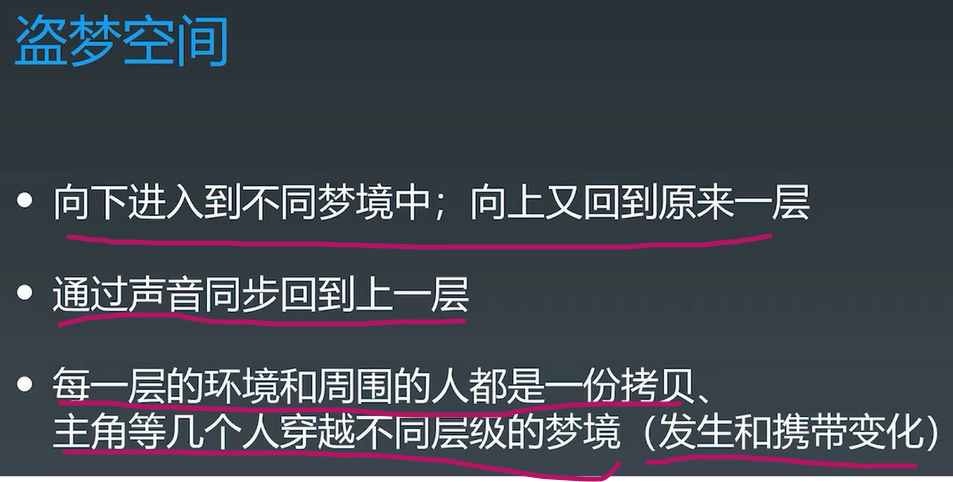 盗梦空间
• 向下进入到不同梦境中；向上又回到原来一层
• 通过声音同步回到上一层
• 每一层的环境和周围的人都是一份拷贝、
主角等几个人穿越不同层级的梦境（发生和携带变化）